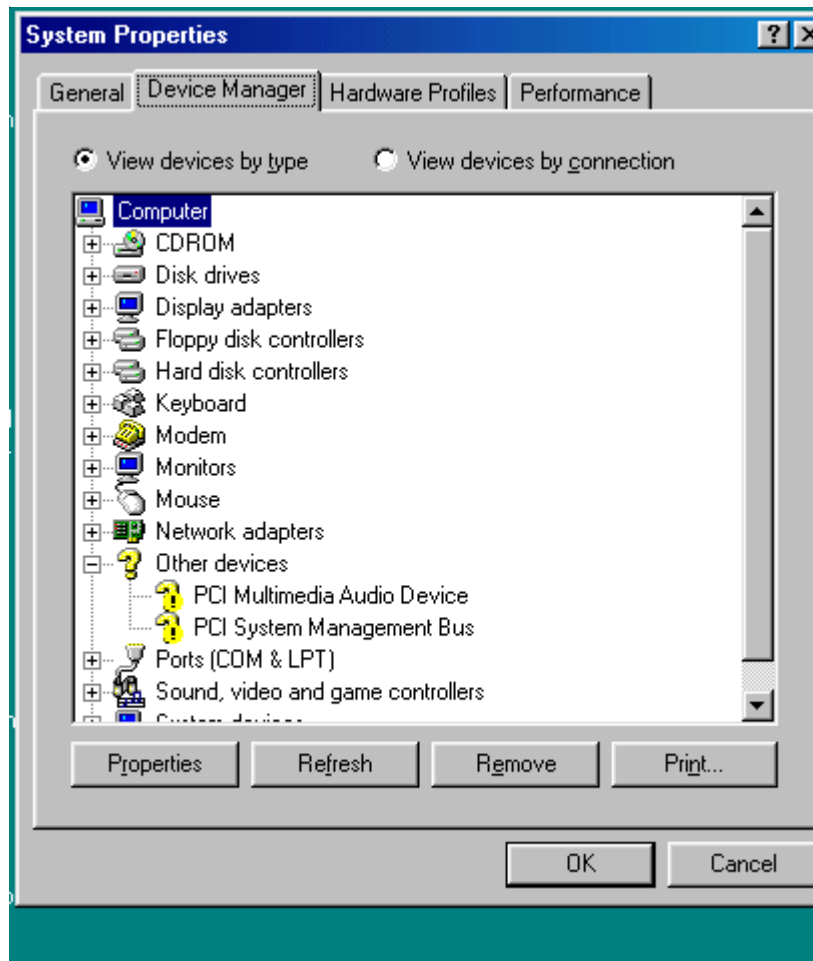 System Properties
General Device Manager Hardware Profiles Performance
View devices by type View devices by connection
Computer
CDROM
Disk drives
Display adapters
Floppy disk controllers
Hard disk controllers
Keyboard
Modem
Monitors
Mouse
Network adapters
Other devices
PCI Multimedia Audio Device
PCI System Management Bus
Ports (COM & LPT)
Sound, video and game controllers
System devices
Properties Refresh Remove Print...
OK Cancel